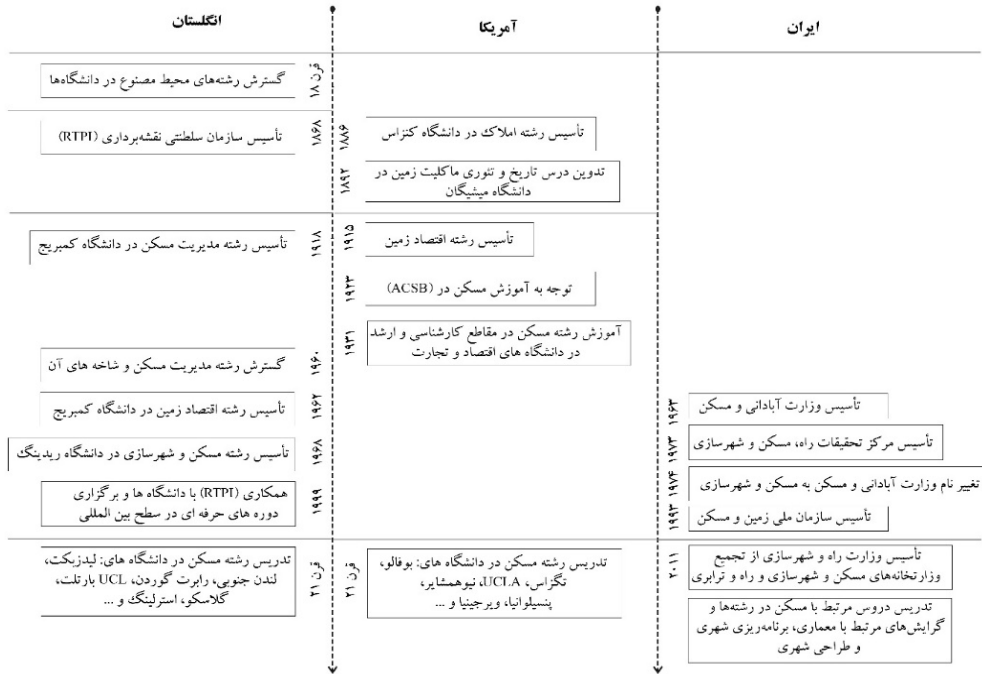 ایران
آمریکا
انگلستان
۱۹۶۳
تأسیس وزارت آبادانی و مسکن
۱۹۷۳
تأسیس مرکز تحقیقات راه، مسکن و شهرسازی
۱۹۷۴
تغییر نام وزارت آبادانی و مسکن به مسکن و شهرسازی
۱۹۹۳
تأسیس سازمان ملی زمین و مسکن
۲۰۱۱
تأسیس وزارت راه و شهرسازی از تجمیع
وزارتخانه‌های مسکن و شهرسازی و راه و ترابری
تدریس دروس مرتبط با مسکن در رشته‌ها و
گرایش‌های مرتبط با معماری، برنامه‌ریزی شهری
و طراحی شهری
۱۸۸۶
تأسیس رشته املاک در دانشگاه کنزاس
۱۸۹۲
تدوین درس تاریخ و تئوری ماکلیت زمین در
دانشگاه میشیگان
۱۹۱۵
تأسیس رشته اقتصاد زمین
۱۹۲۳
توجه به آموزش مسکن در (ACSB)
۱۹۳۱
آموزش رشته مسکن در مقاطع کارشناسی و ارشد
در دانشگاه های اقتصاد و تجارت
قرن ۲۱
تدریس رشته مسکن در دانشگاه های: بوفالو،
تگزاس، UCLA، نیوهمشایر،
پنسیلوانیا، ویرجینیا و ...
قرن ۱۸
گسترش رشته‌های محیط مصنوع در دانشگاه‌ها
۱۸۶۸
تأسیس سازمان سلطنتی نقشه‌برداری (RTPI)
۱۹۱۸
تأسیس رشته مدیریت مسکن در دانشگاه کمبریج
۱۹۶۰
گسترش رشته مدیریت مسکن و شاخه های آن
۱۹۶۲
تأسیس رشته اقتصاد زمین در دانشگاه کمبریج
۱۹۶۸
تأسیس رشته مسکن و شهرسازی در دانشگاه ریدینگ
۱۹۹۹
همکاری (RTPI) با دانشگاه ها و برگزاری
دوره های حرفه ای در سطح بین المللی
قرن ۲۱
تدریس رشته مسکن در دانشگاه های: لیدزبکت،
لندن جنوبی، رابرت گوردن، UCL بارتلت،
گلاسکو، استرلینگ و ...